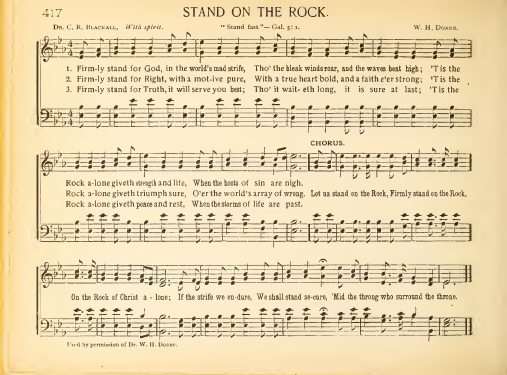 417
STAND ON THE ROCK.
DR. C. R. BLACKALL. With spirit. "Stand fast."— Gal. 5: 1. W. H. DOANE.
1. Firm-ly stand for God, in the world's mad strife, Tho' the bleak winds roar, and the waves beat high; 'T is the
2. Firm-ly stand for Right, with a mot-ive pure, With a true heart bold, and a faith e'er strong; 'T is the
3. Firm-ly stand for Truth, it will serve you best; Tho' it wait- eth long, it is sure at last; 'T is the
CHORUS.
Rock a-lone giveth strength and life, When the hosts of sin are nigh.
Rock a-lone giveth triumph sure, O'er the world's array of wrong. Let us stand on the Rock, Firmly stand on the Rock,
Rock a-lone giveth peace and rest, When the storms of life are past.
On the Rock of Christ a - lone; If the strife we en-dure, We shall stand se-cure, 'Mid the throng who surround the throne.
Used by permission of Dr. W. H. Doane.